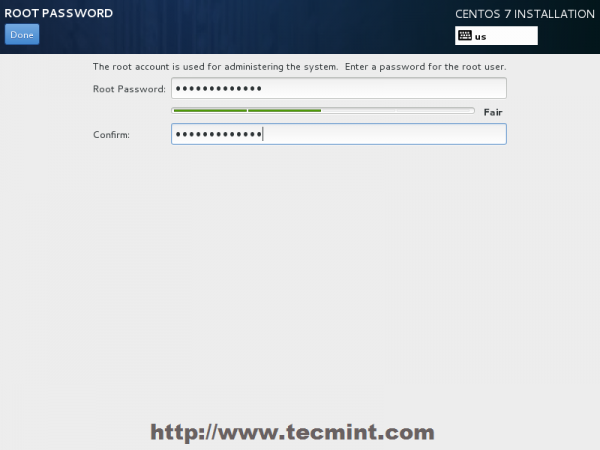 ROOT PASSWORD
CENTOS 7 INSTALLATION
Done
us
The root account is used for administering the system. Enter a password for the root user.
Root Password: •••••••••••••
Fair
Confirm: •••••••••••••
http://www.tecmint.com